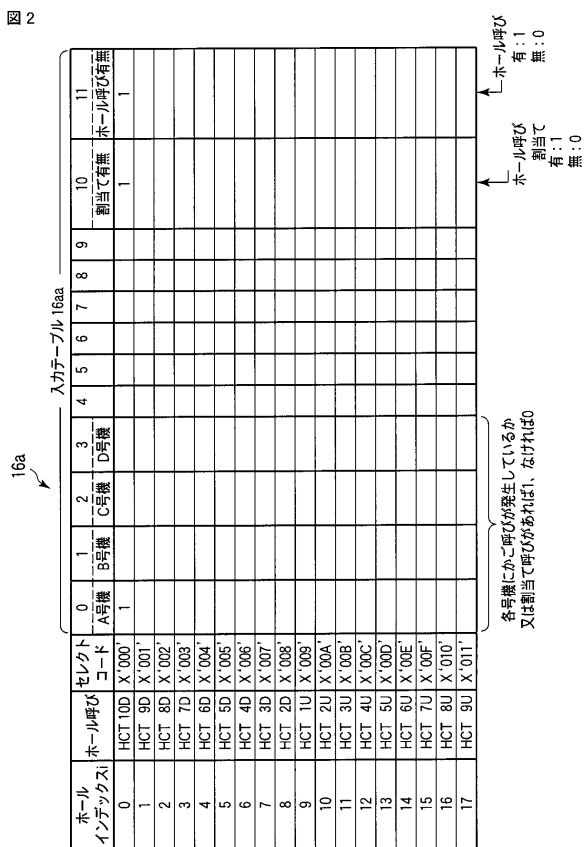 図2
16a
入力テーブル 16aa
ホール インデックスi ホール呼び セレクト コード 0 A号機 1 B号機 2 C号機 3 D号機 4 5 6 7 8 9 10 割当て有無 11 ホール呼び有無
0 HCT 10D X‘000’ 1 1 1
1 HCT 9D X‘001’
2 HCT 8D X‘002’
3 HCT 7D X‘003’
4 HCT 6D X‘004’
5 HCT 5D X‘005’
6 HCT 4D X‘006’
7 HCT 3D X‘007’
8 HCT 2D X‘008’
9 HCT 1U X‘009’
10 HCT 2U X‘00A’
11 HCT 3U X‘00B’
12 HCT 4U X‘00C’
13 HCT 5U X‘00D’
14 HCT 6U X‘00E’
15 HCT 7U X‘00F’
16 HCT 8U X‘010’
17 HCT 9U X‘011’
各号機にかご呼びが発生しているか
又は割当て呼びがあれば1、なければ0
ホール呼び
割当て
有：1
無：0
ホール呼び
有：1
無：0